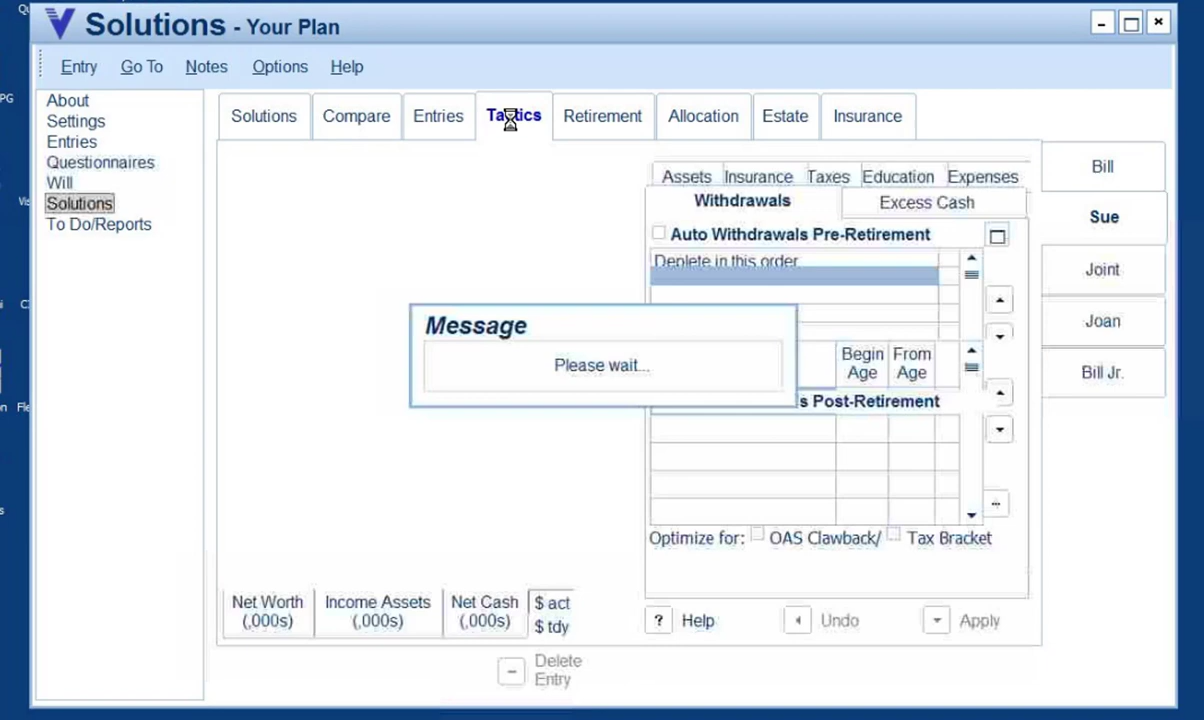 Solutions - Your Plan
Entry Go To Notes Options Help
About
Settings
Entries
Questionnaires
Will
Solutions
To Do/Reports
Solutions Compare Entries Tactics Retirement Allocation Estate Insurance
Assets Insurance Taxes Education Expenses
Withdrawals Excess Cash
Auto Withdrawals Pre-Retirement
Deplete in this order
Message
Please wait...
Begin Age
From Age
s Post-Retirement
Optimize for: OAS Clawback/ Tax Bracket
Net Worth (,000s)
Income Assets (,000s)
Net Cash (,000s)
$ act
$ tdy
? Help Undo Apply
Delete Entry
Bill
Sue
Joint
Joan
Bill Jr.
PG